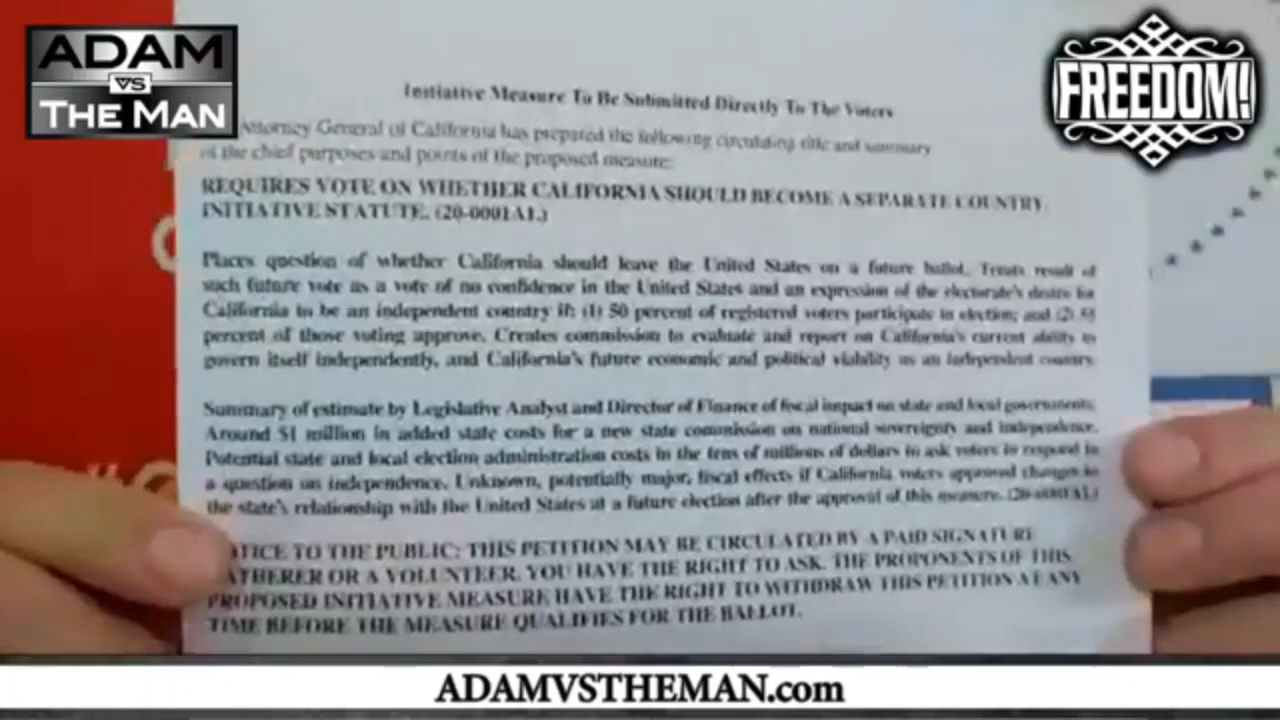 ADAM
VS
THE MAN
FREEDOM!
Initiative Measure To Be Submitted Directly To The Voters
Attorney General of California has prepared the following circulating title and summary
of the chief purposes and points of the proposed measure:
REQUIRES VOTE ON WHETHER CALIFORNIA SHOULD BECOME A SEPARATE COUNTRY.
INITIATIVE STATUTE. (20-0001A1.)
Places question of whether California should leave the United States on a future ballot. Treats result of
such future vote as a vote of no confidence in the United States and an expression of the electorate's desire for
California to be an independent country if: (1) 50 percent of registered voters participate in election; and (2) 55
percent of those voting approve. Creates commission to evaluate and report on California's current ability to
govern itself independently, and California's future economic and political viability as an independent country.
Summary of estimate by Legislative Analyst and Director of Finance of fiscal impact on state and local governments:
Around $1 million in added state costs for a new state commission on national sovereignty and independence.
Potential state and local election administration costs in the tens of millions of dollars to ask voters to respond to
a question on independence. Unknown, potentially major, fiscal effects if California voters approved changes to
the state's relationship with the United States at a future election after the approval of this measure. (20-0001A1.)
TICE TO THE PUBLIC: THIS PETITION MAY BE CIRCULATED BY A PAID SIGNATURE
ATHERER OR A VOLUNTEER. YOU HAVE THE RIGHT TO ASK. THE PROPONENTS OF THIS
PROPOSED INITIATIVE MEASURE HAVE THE RIGHT TO WITHDRAW THIS PETITION AT ANY
TIME BEFORE THE MEASURE QUALIFIES FOR THE BALLOT.
ADAMVSTHEMAN.com